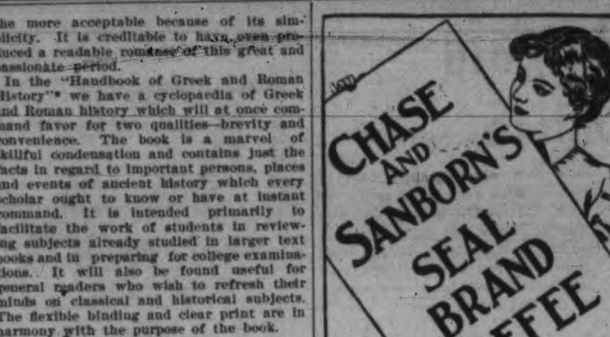 the more acceptable because of its sim-
plicity. It is creditable to have even pro-
duced a readable romance of this great and
passionate period.
In the "Handbook of Greek and Roman
History"* we have a cyclopaedia of Greek
and Roman history which will at once com-
mand favor for two qualities—brevity and
convenience. The book is a marvel of
skillful condensation and contains just the
facts in regard to important persons, places
and events of ancient history which every
scholar ought to know or have at instant
command. It is intended primarily to
facilitate the work of students in review-
ing subjects already studied in larger text
books and in preparing for college examina-
tions. It will also be found useful for
general readers who wish to refresh their
minds on classical and historical subjects.
The flexible binding and clear print are in
harmony with the purpose of the book.
CHASE
AND
SANBORN'S
SEAL
BRAND
FFEE